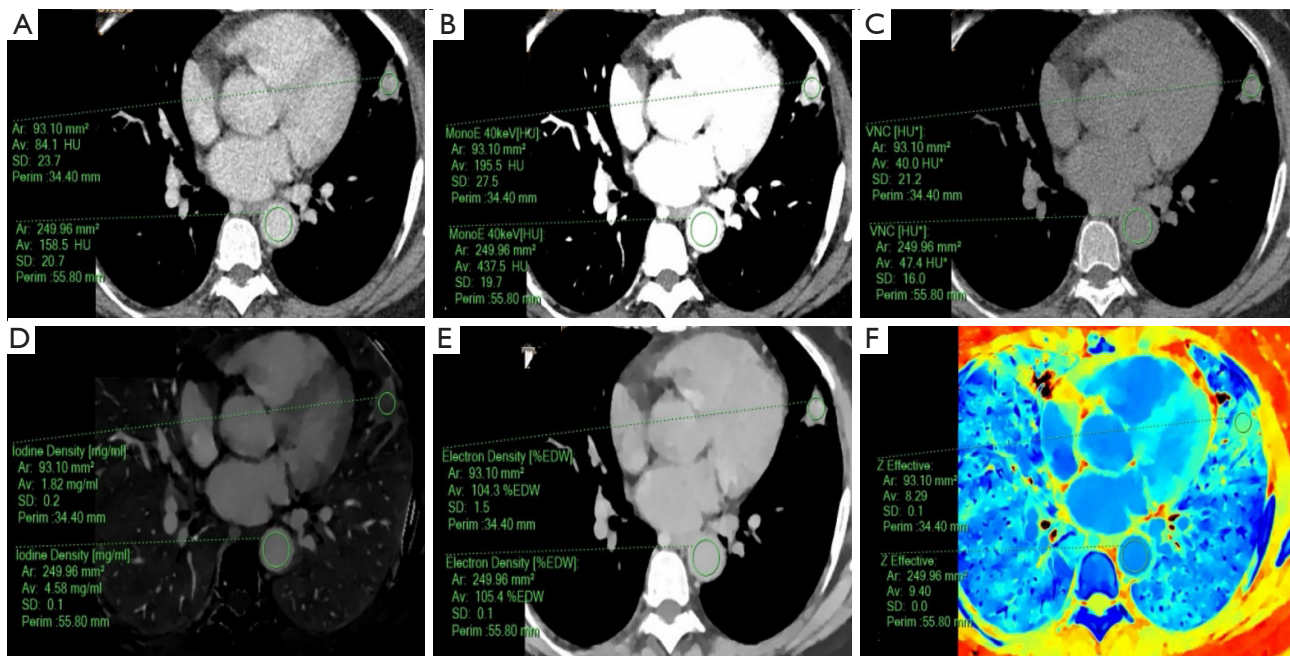 A
Ar: 93.10 mm²
Av: 84.1 HU
SD: 23.7
Perim :34.40 mm
Ar: 249.96 mm²
Av: 158.5 HU
SD: 20.7
Perim :55.80 mm
B
MonoE 40keV[HU]
Ar: 93.10 mm²
Av: 195.5 HU
SD: 27.5
Perim :34.40 mm
MonoE 40keV[HU]:
Ar: 249.96 mm²
Av: 437.5 HU
SD: 19.7
Perim :55.80 mm
C
VNC [HU*]:
Ar: 93.10 mm²
Av: 40.0 HU*
SD: 21.2
Perim :34.40 mm
VNC [HU*]:
Ar: 249.96 mm²
Av: 47.4 HU*
SD: 16.0
Perim :55.80 mm
D
Iodine Density [mg/ml]
Ar: 93.10 mm²
Av: 1.82 mg/ml
SD: 0.2
Perim :34.40 mm
Iodine Density [mg/ml]:
Ar: 249.96 mm²
Av: 4.58 mg/ml
SD: 0.1
Perim :55.80 mm
E
Electron Density [%EDW]
Ar: 93.10 mm²
Av: 104.3 %EDW
SD: 1.5
Perim :34.40 mm
Electron Density [%EDW]:
Ar: 249.96 mm²
Av: 105.4 %EDW
SD: 0.1
Perim :55.80 mm
F
Z Effective:
Ar: 93.10 mm²
Av: 8.29
SD: 0.1
Perim :34.40 mm
Z Effective:
Ar: 249.96 mm²
Av: 9.40
SD: 0.0
Perim :55.80 mm